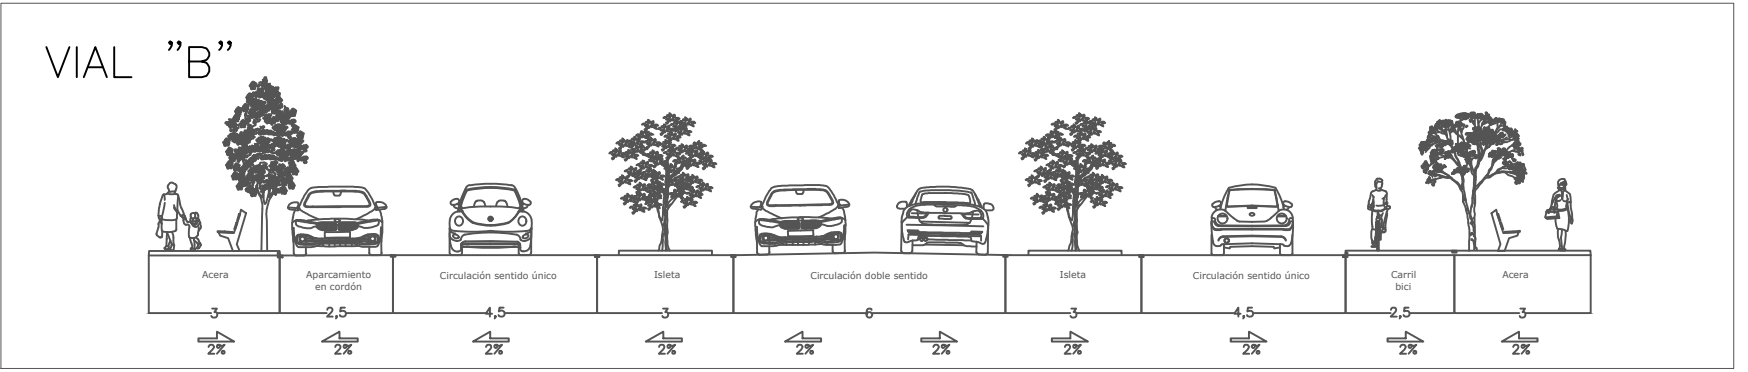 VIAL "B"
Acera
Aparcamiento
en cordón
Circulación sentido único
Isleta
Circulación doble sentido
Isleta
Circulación sentido único
Carril
bici
Acera
3
2,5
4,5
3
6
3
4,5
2,5
3
2%
2%
2%
2%
2%
2%
2%
2%
2%
2%